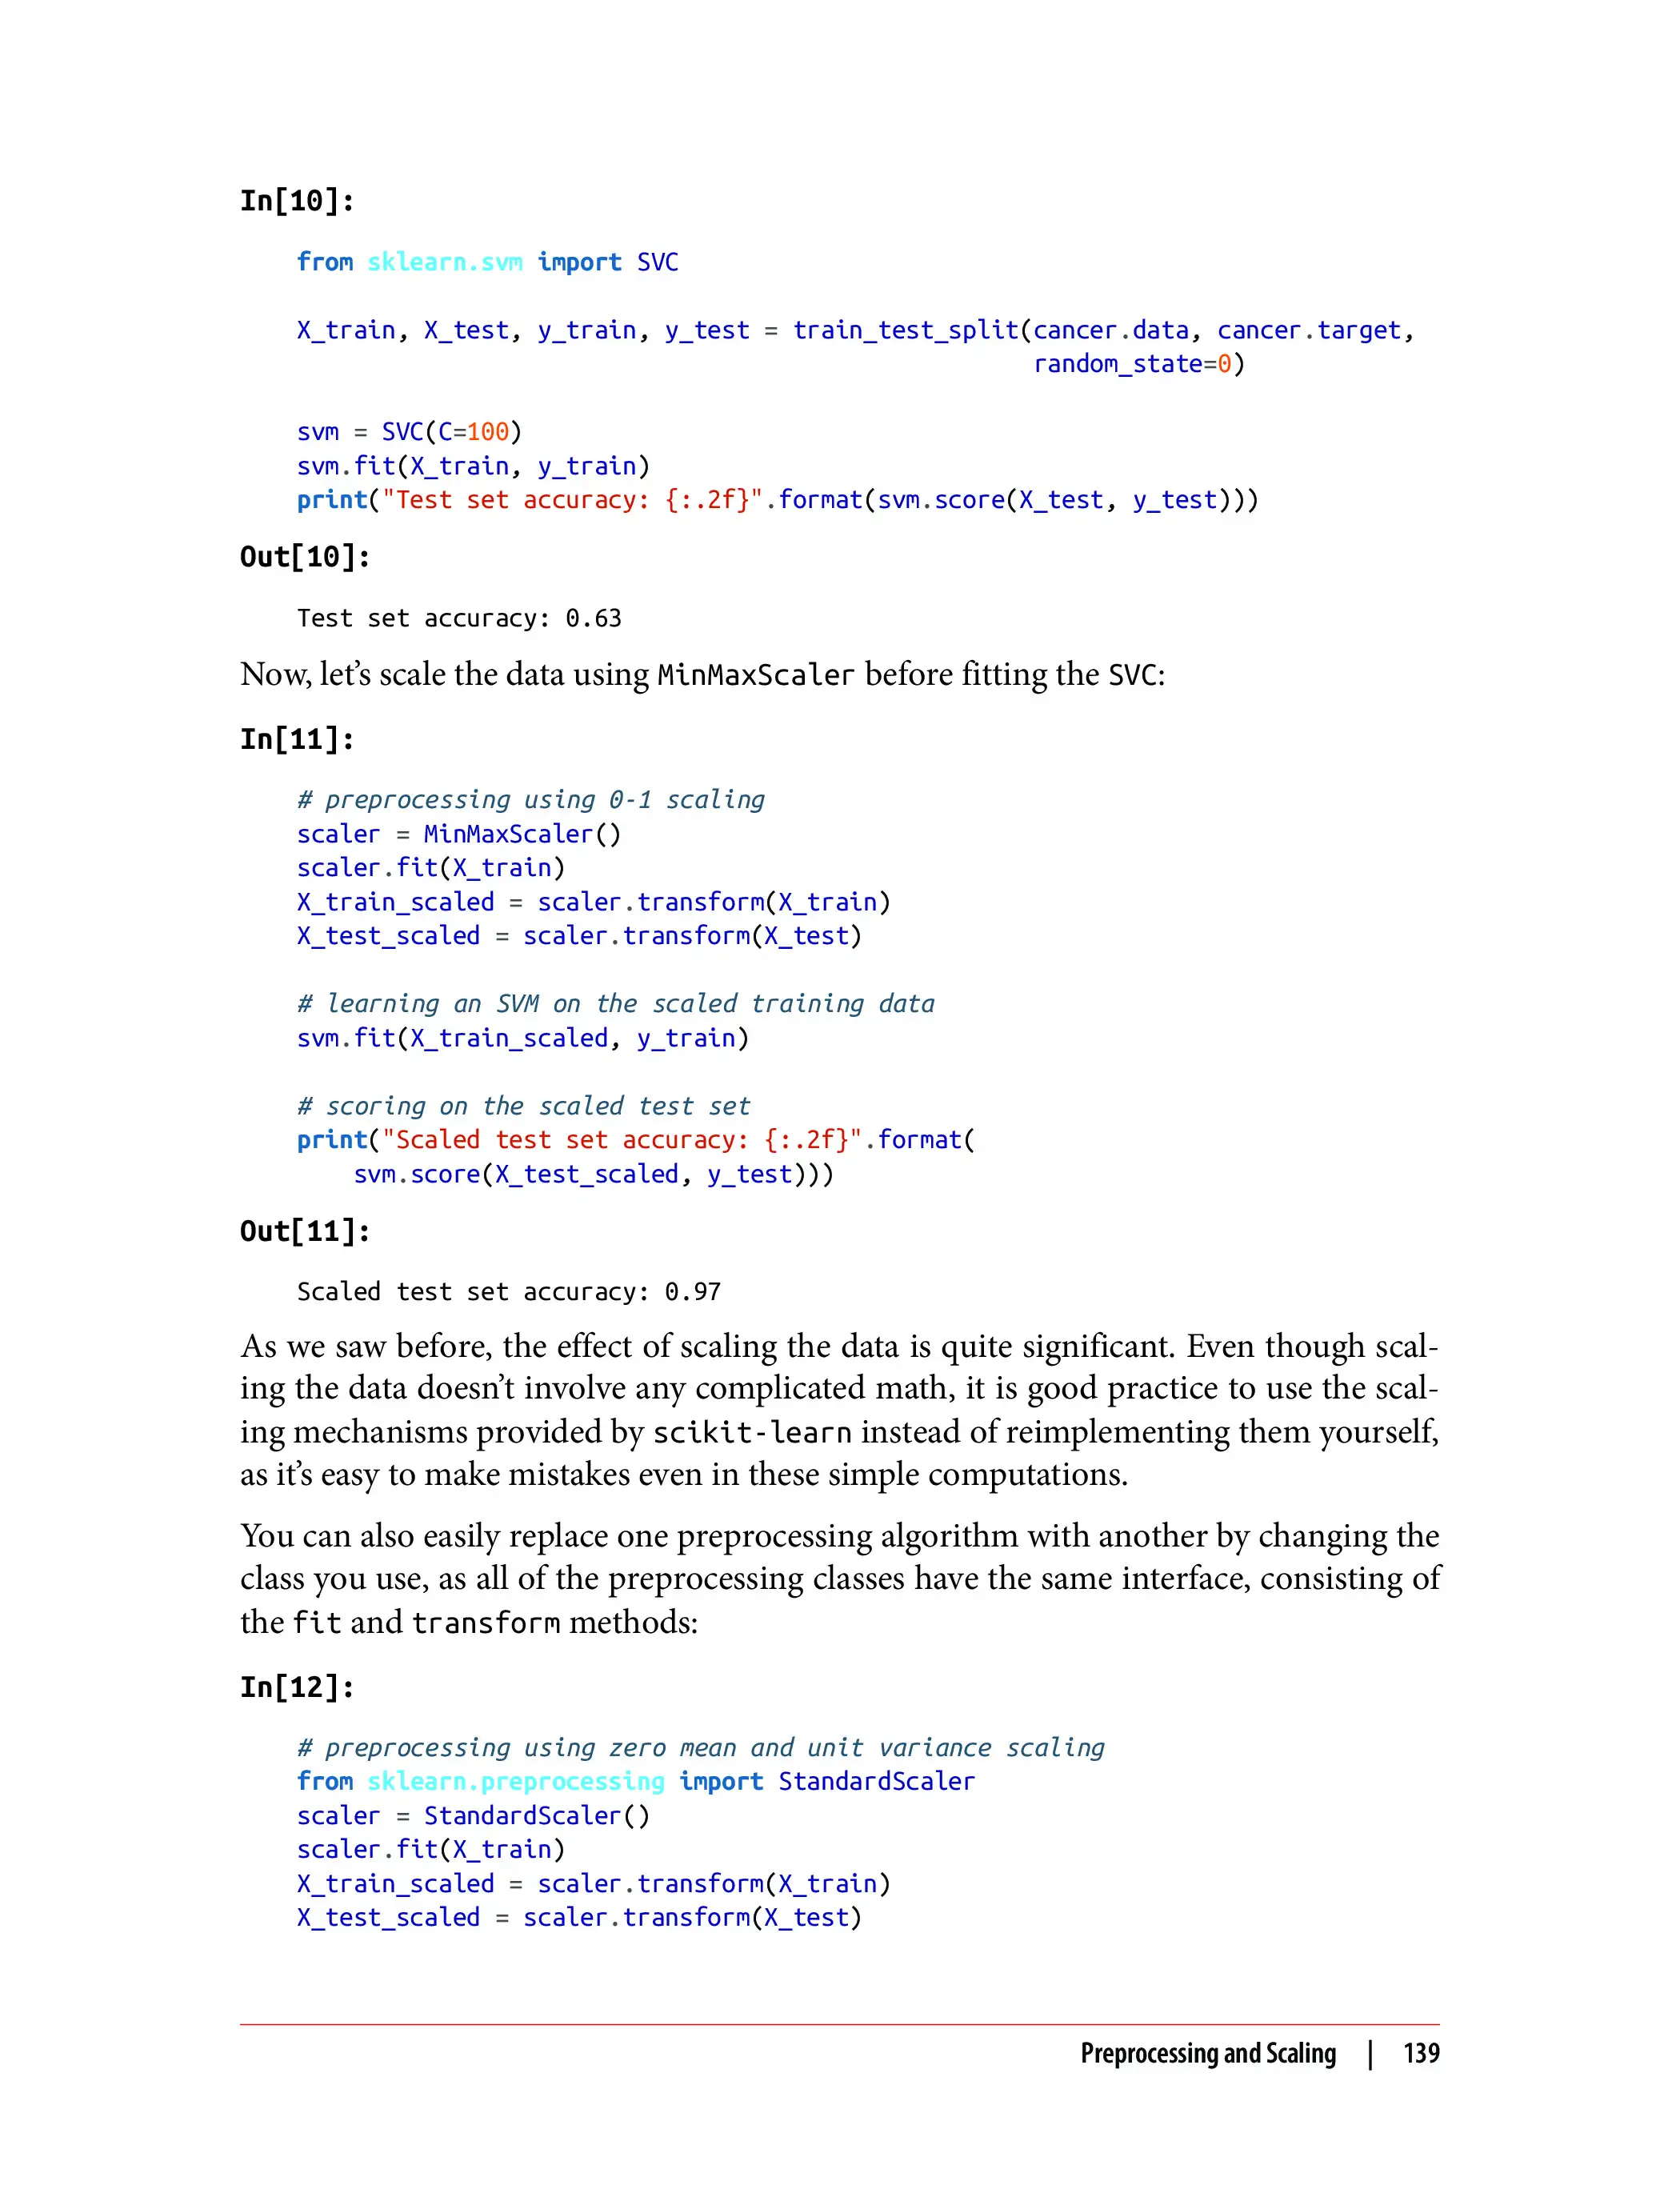 In[10]:
from sklearn.svm import SVC
X_train, X_test, y_train, y_test = train_test_split(cancer.data, cancer.target,
random_state=0)
svm = SVC(C=100)
svm.fit(X_train, y_train)
print("Test set accuracy: {:.2f}".format(svm.score(X_test, y_test)))
Out[10]:
Test set accuracy: 0.63
Now, let’s scale the data using MinMaxScaler before fitting the SVC:
In[11]:
# preprocessing using 0-1 scaling
scaler = MinMaxScaler()
scaler.fit(X_train)
X_train_scaled = scaler.transform(X_train)
X_test_scaled = scaler.transform(X_test)
# learning an SVM on the scaled training data
svm.fit(X_train_scaled, y_train)
# scoring on the scaled test set
print("Scaled test set accuracy: {:.2f}".format(
svm.score(X_test_scaled, y_test)))
Out[11]:
Scaled test set accuracy: 0.97
As we saw before, the effect of scaling the data is quite significant. Even though scal-
ing the data doesn’t involve any complicated math, it is good practice to use the scal-
ing mechanisms provided by scikit-learn instead of reimplementing them yourself,
as it’s easy to make mistakes even in these simple computations.
You can also easily replace one preprocessing algorithm with another by changing the
class you use, as all of the preprocessing classes have the same interface, consisting of
the fit and transform methods:
In[12]:
# preprocessing using zero mean and unit variance scaling
from sklearn.preprocessing import StandardScaler
scaler = StandardScaler()
scaler.fit(X_train)
X_train_scaled = scaler.transform(X_train)
X_test_scaled = scaler.transform(X_test)
Preprocessing and Scaling | 139